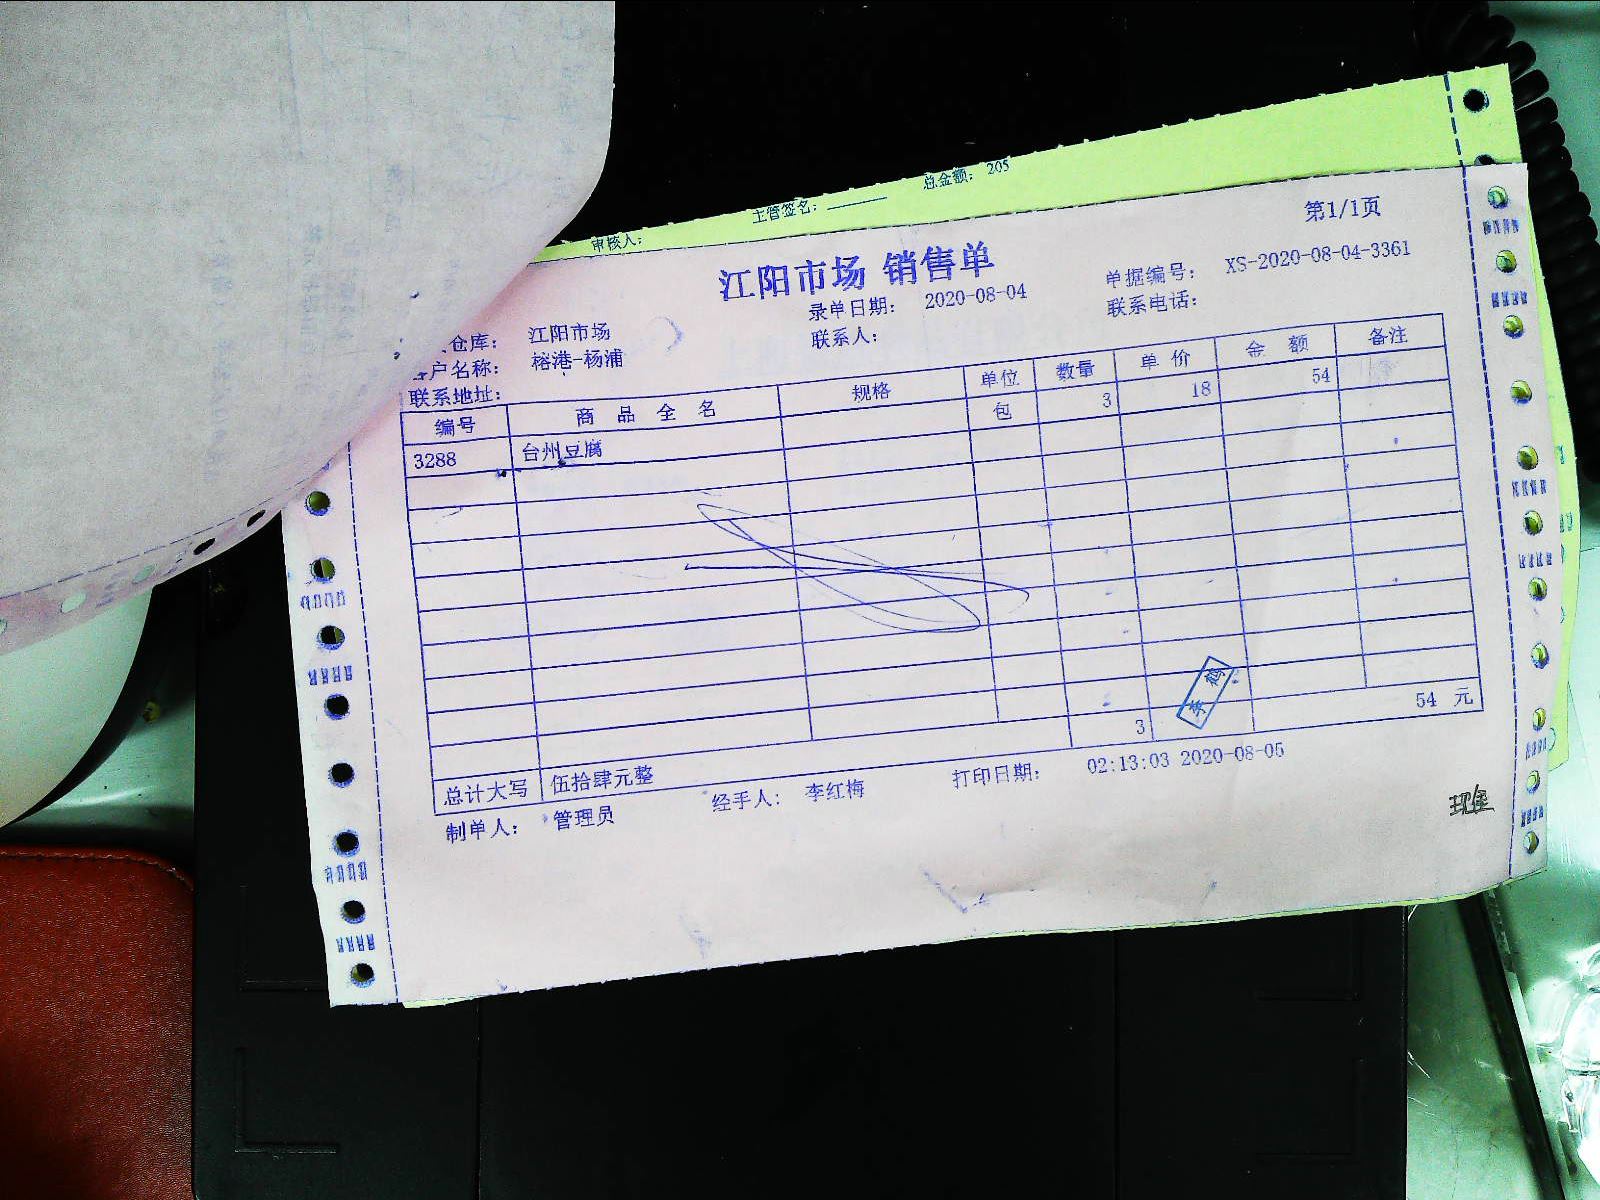 总金额： 205
主管签名：
审核人：
第1/1页
江阳市场 销售单
单据编号： XS-2020-08-04-3361
录单日期： 2020-08-04
联系电话：
仓库： 江阳市场
联系人：
客户名称： 榕港-杨浦
联系地址：
编号 商品全名 规格 单位 数量 单价 金额 备注
3288 台州豆腐 包 3 18 54
3 54 元
李鹤
总计大写 伍拾肆元整
制单人： 管理员 经手人： 李红梅 打印日期： 02:13:03 2020-08-05